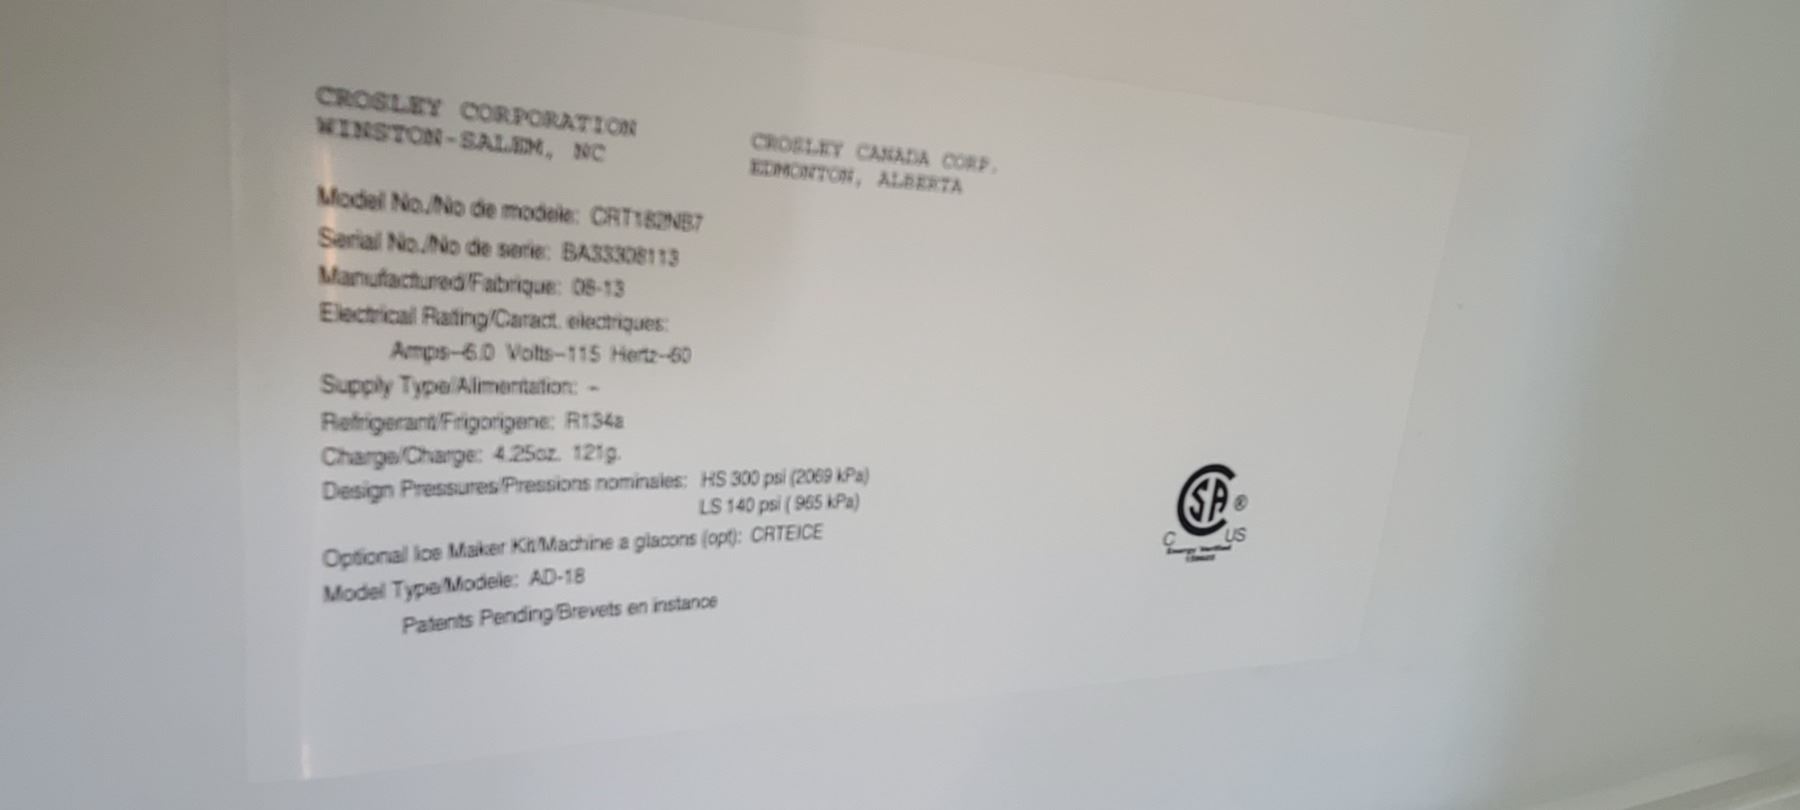 CROSLEY CORPORATION
WINSTON-SALEM, NC
CROSLEY CANADA CORP.
EDMONTON, ALBERTA
Model No./No de modele: CRT182NB7
Serial No./No de serie: BA33308113
Manufactured/Fabrique: 08-13
Electrical Rating/Caract. electriques:
Amps-6.0 Volts-115 Hertz-60
Supply Type/Alimentation: -
Refrigerant/Frigorigene: R134a
Charge/Charge: 4.25oz. 121g.
Design Pressures/Pressions nominales: HS 300 psi (2069 kPa)
LS 140 psi ( 965 kPa)
Optional Ice Maker Kit/Machine a glacons (opt): CRTEICE
Model Type/Modele: AD-18
Patents Pending/Brevets en instance
CSA ®
C US
Energy Verified